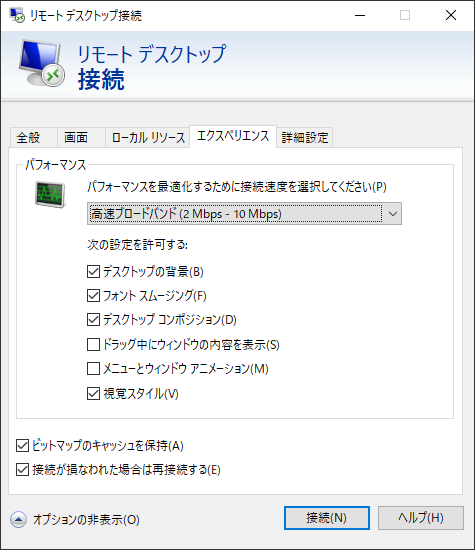 リモート デスクトップ接続
リモート デスクトップ
接続
全般
画面
ローカル リソース
エクスペリエンス
詳細設定
パフォーマンス
パフォーマンスを最適化するために接続速度を選択してください(P)
高速ブロードバンド (2 Mbps - 10 Mbps)
次の設定を許可する:
デスクトップの背景(B)
フォント スムージング(F)
デスクトップ コンポジション(D)
ドラッグ中にウィンドウの内容を表示(S)
メニューとウィンドウ アニメーション(M)
視覚スタイル(V)
ビットマップのキャッシュを保持(A)
接続が損なわれた場合は再接続する(E)
オプションの非表示(O)
接続(N)
ヘルプ(H)